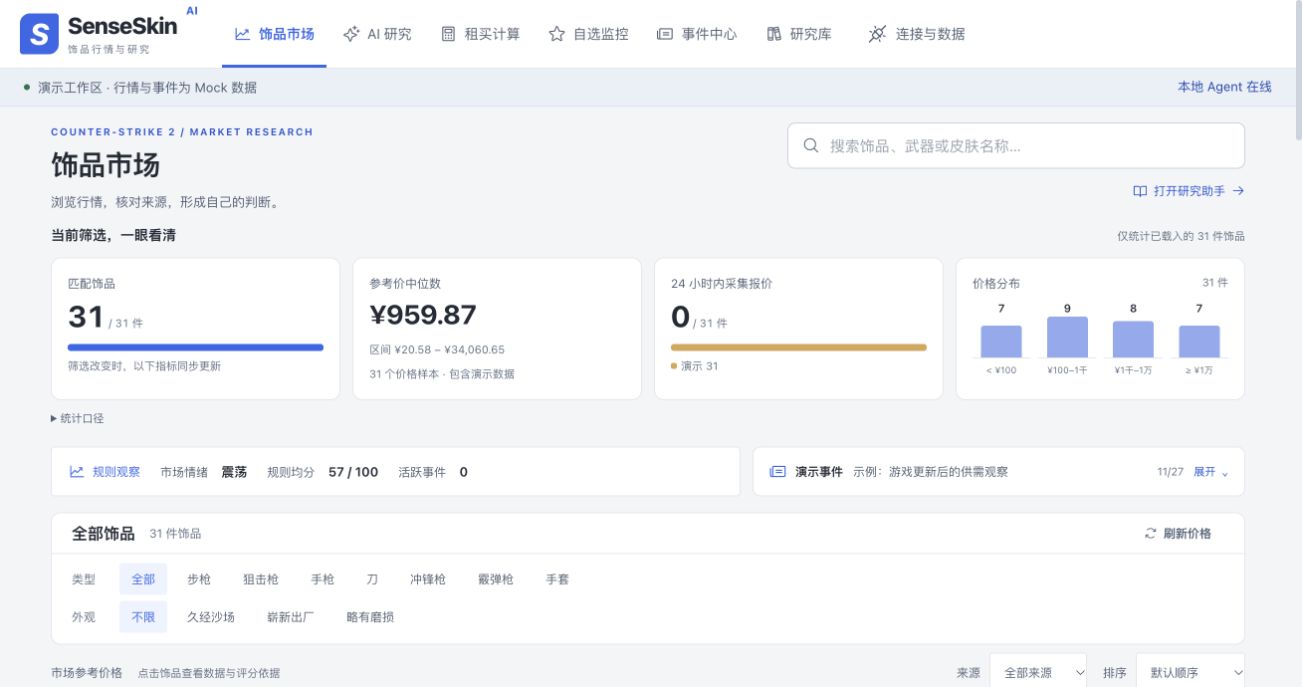 S SenseSkin AI
饰品行情与研究
饰品市场 AI 研究 租买计算 自选监控 事件中心 研究库 连接与数据
演示工作区 · 行情与事件为 Mock 数据 本地 Agent 在线
COUNTER-STRIKE 2 / MARKET RESEARCH
饰品市场
搜索饰品、武器或皮肤名称...
浏览行情，核对来源，形成自己的判断。
打开研究助手 →
当前筛选，一眼看清
仅统计已载入的 31 件饰品
匹配饰品
31 / 31 件
筛选改变时，以下指标同步更新
参考价中位数
¥959.87
区间 ¥20.58 – ¥34,060.65
31 个价格样本 · 包含演示数据
24 小时内采集报价
0 / 31 件
演示 31
价格分布 31 件
7 9 8 7
< ¥100 ¥100–1千 ¥1千–1万 ≥ ¥1万
统计口径
规则观察 市场情绪 震荡 规则均分 57 / 100 活跃事件 0
演示事件 示例：游戏更新后的供需观察 11/27 展开
全部饰品 31 件饰品 刷新价格
类型 全部 步枪 狙击枪 手枪 刀 冲锋枪 霰弹枪 手套
外观 不限 久经沙场 崭新出厂 略有磨损
市场参考价格 点击饰品查看数据与评分依据 来源 全部来源 排序 默认顺序